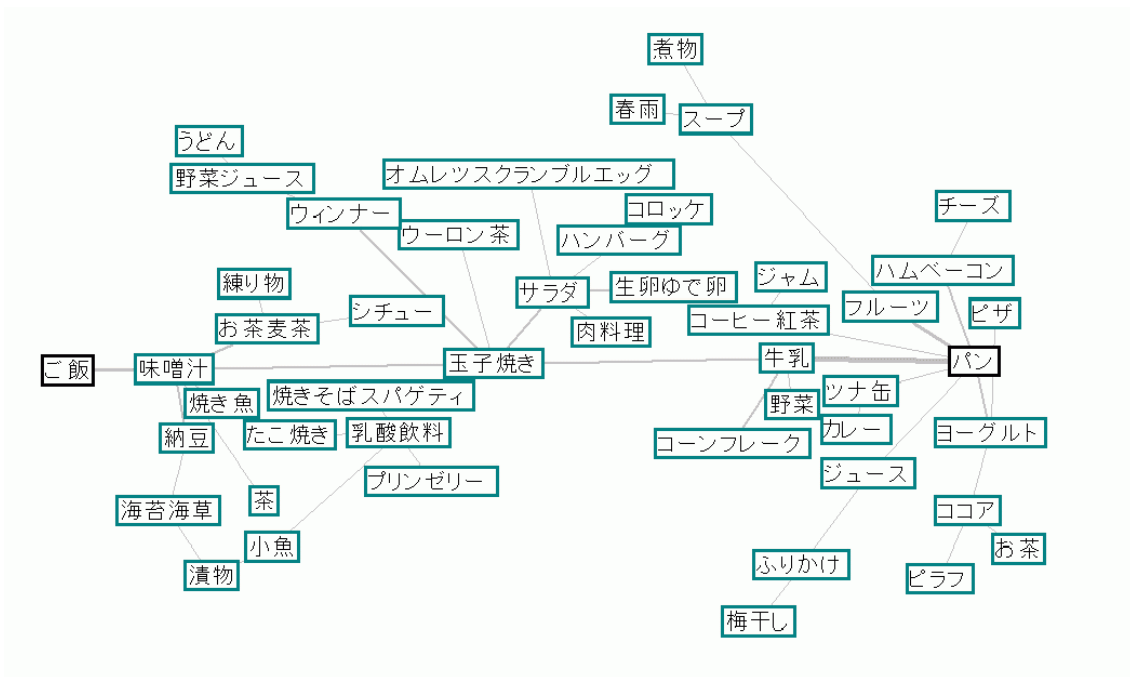 煮物
春雨
スープ
うどん
野菜ジュース
オムレツスクランブルエッグ
ウィンナー
コロッケ
チーズ
ウーロン茶
ハンバーグ
練り物
ジャム
ハムベーコン
サラダ
生卵ゆで卵
シチュー
フルーツ
ピザ
お茶麦茶
肉料理
コーヒー紅茶
ご飯
味噌汁
玉子焼き
牛乳
パン
焼き魚
焼きそばスパゲティ
野菜
ツナ缶
納豆
たこ焼き
乳酸飲料
コーンフレーク
カレー
ヨーグルト
プリンゼリー
ジュース
海苔海草
茶
ココア
小魚
お茶
漬物
ふりかけ
ピラフ
梅干し